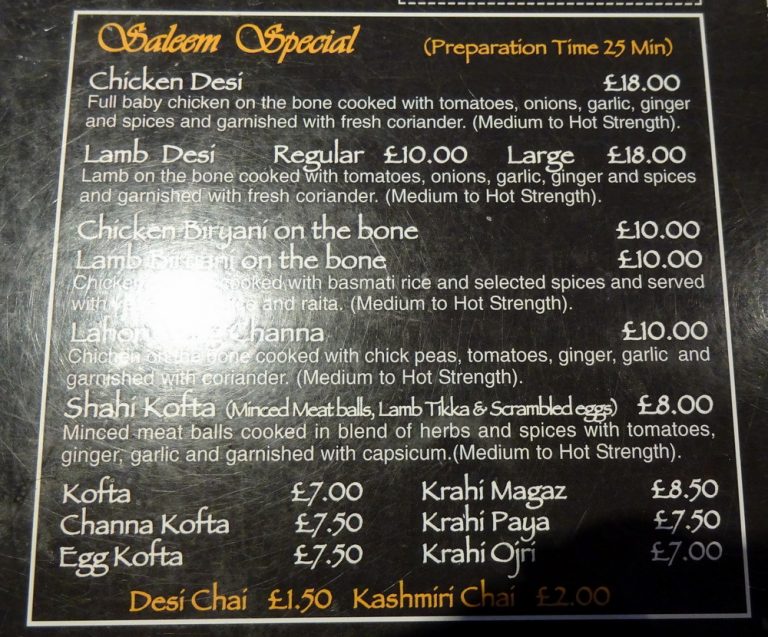 Saleem Special (Preparation Time 25 Min)
Chicken Desi £18.00
Full baby chicken on the bone cooked with tomatoes, onions, garlic, ginger
and spices and garnished with fresh coriander. (Medium to Hot Strength).
Lamb Desi Regular £10.00 Large £18.00
Lamb on the bone cooked with tomatoes, onions, garlic, ginger and spices
and garnished with fresh coriander. (Medium to Hot Strength).
Chicken Biryani on the bone £10.00
Lamb Biryani on the bone £10.00
cooked with basmati rice and selected spices and served
with and raita. (Medium to Hot Strength).
Channa £10.00
Chichen on the bone cooked with chick peas, tomatoes, ginger, garlic and
garnished with coriander. (Medium to Hot Strength).
Shahi Kofta (Minced Meat balls, Lamb Tikka & Scrambled eggs) £8.00
Minced meat balls cooked in blend of herbs and spices with tomatoes,
ginger, garlic and garnished with capsicum.(Medium to Hot Strength).
Kofta £7.00 Krahi Magaz £8.50
Channa Kofta £7.50 Krahi Paya £7.50
Egg Kofta £7.50 Krahi Ojri £7.00
Desi Chai £1.50 Kashmiri Chai £2.00